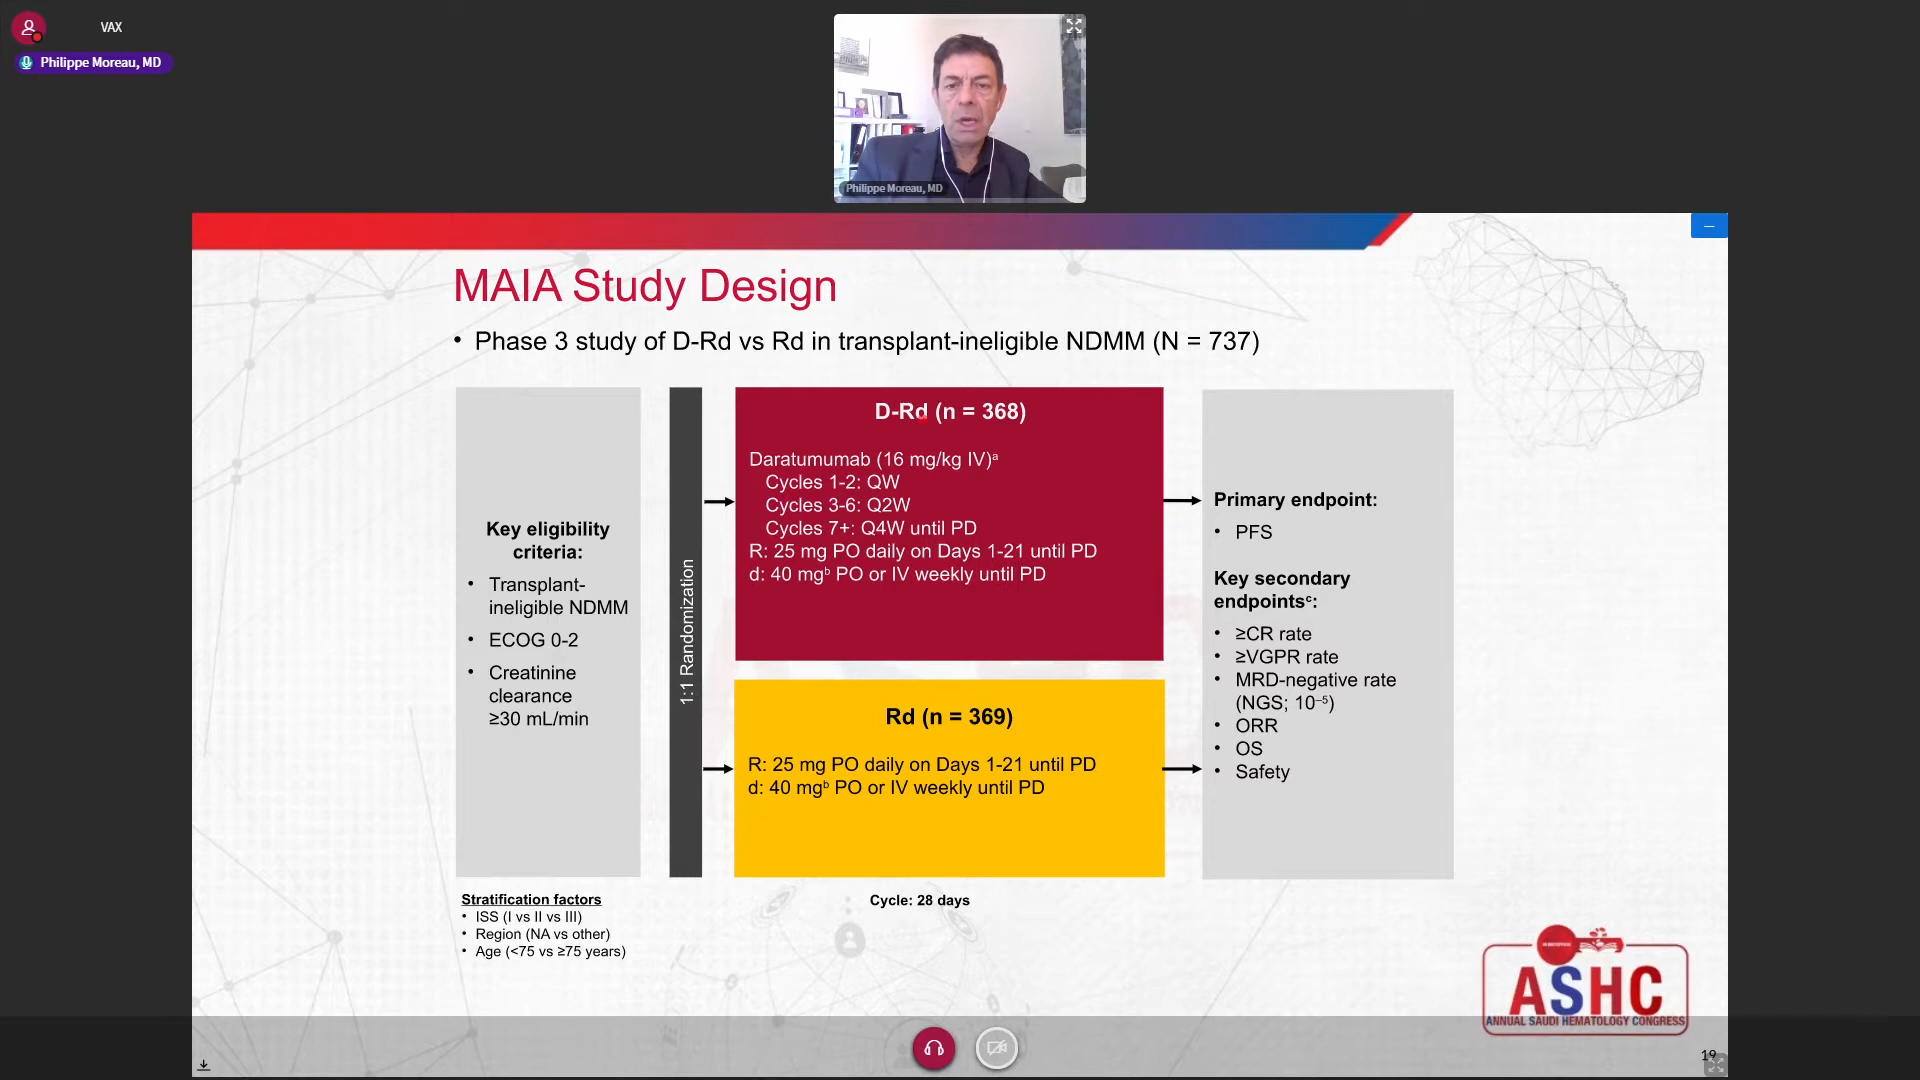 VAX
Philippe Moreau, MD
Philippe Moreau, MD
MAIA Study Design
• Phase 3 study of D-Rd vs Rd in transplant-ineligible NDMM (N = 737)
Key eligibility
criteria:
• Transplant-
ineligible NDMM
• ECOG 0-2
• Creatinine
clearance
≥30 mL/min
1:1 Randomization
D-Rd (n = 368)
Daratumumab (16 mg/kg IV)ᵃ
Cycles 1-2: QW
Cycles 3-6: Q2W
Cycles 7+: Q4W until PD
R: 25 mg PO daily on Days 1-21 until PD
d: 40 mgᵇ PO or IV weekly until PD
Rd (n = 369)
R: 25 mg PO daily on Days 1-21 until PD
d: 40 mgᵇ PO or IV weekly until PD
Primary endpoint:
• PFS
Key secondary
endpointsᶜ:
• ≥CR rate
• ≥VGPR rate
• MRD-negative rate
(NGS; 10⁻⁵)
• ORR
• OS
• Safety
Stratification factors
• ISS (I vs II vs III)
• Region (NA vs other)
• Age (<75 vs ≥75 years)
Cycle: 28 days
ASHC
ANNUAL SAUDI HEMATOLOGY CONGRESS
19